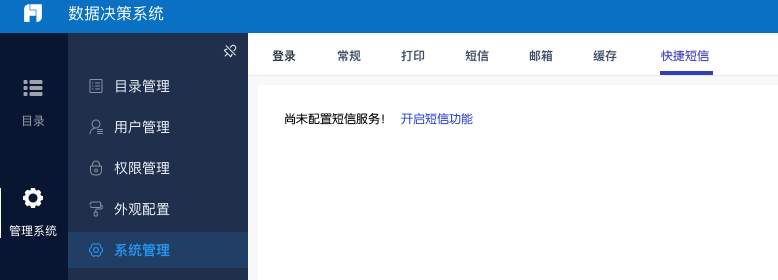 数据决策系统
目录
管理系统
目录管理
用户管理
权限管理
外观配置
系统管理
登录 常规 打印 短信 邮箱 缓存 快捷短信
尚未配置短信服务！ 开启短信功能